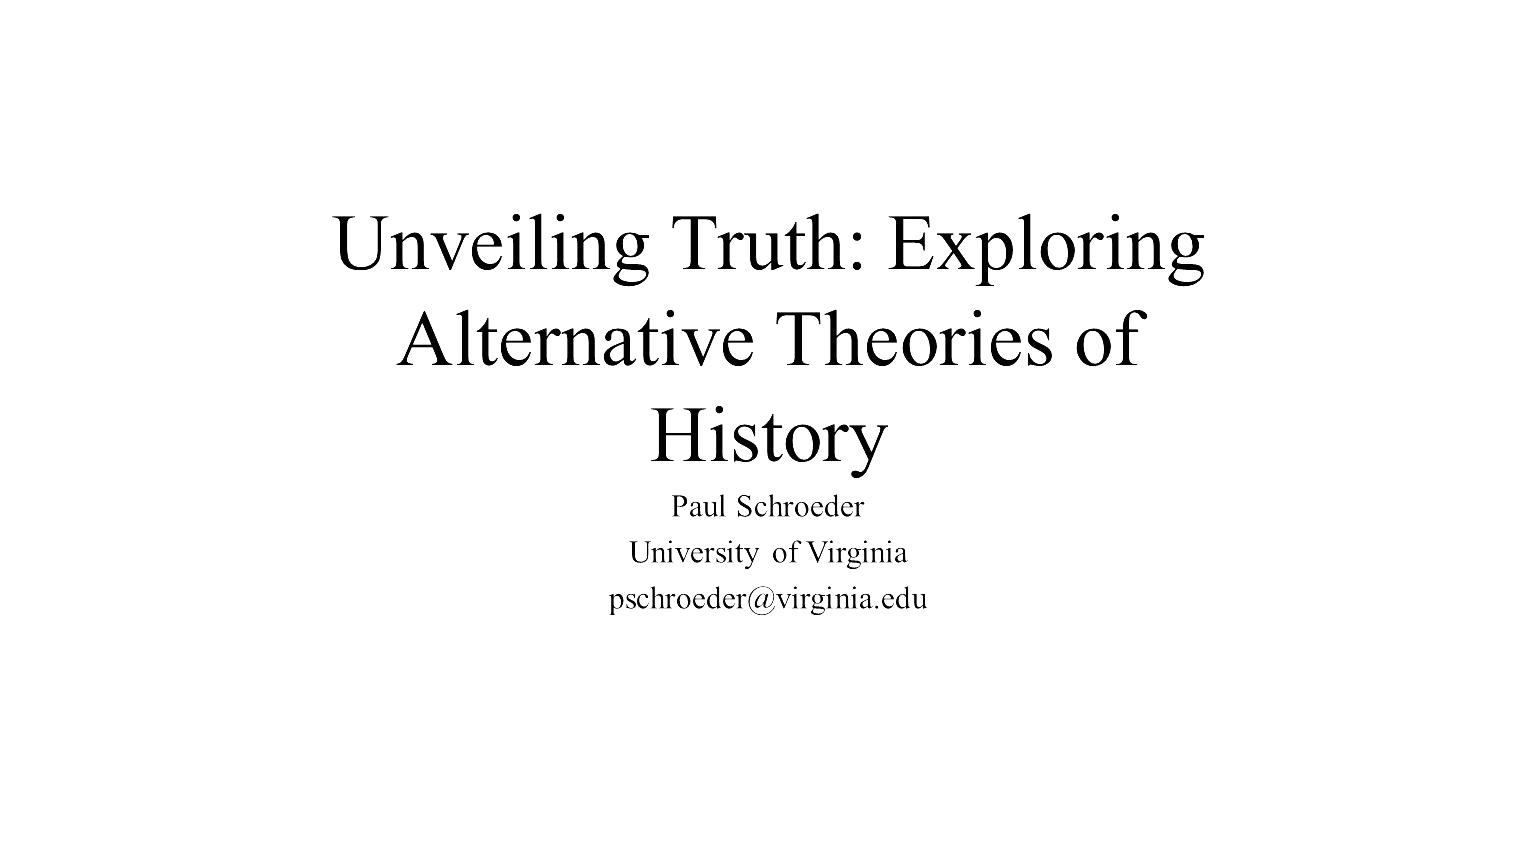 Unveiling Truth: Exploring
Alternative Theories of
History
Paul Schroeder
University of Virginia
pschroeder@virginia.edu